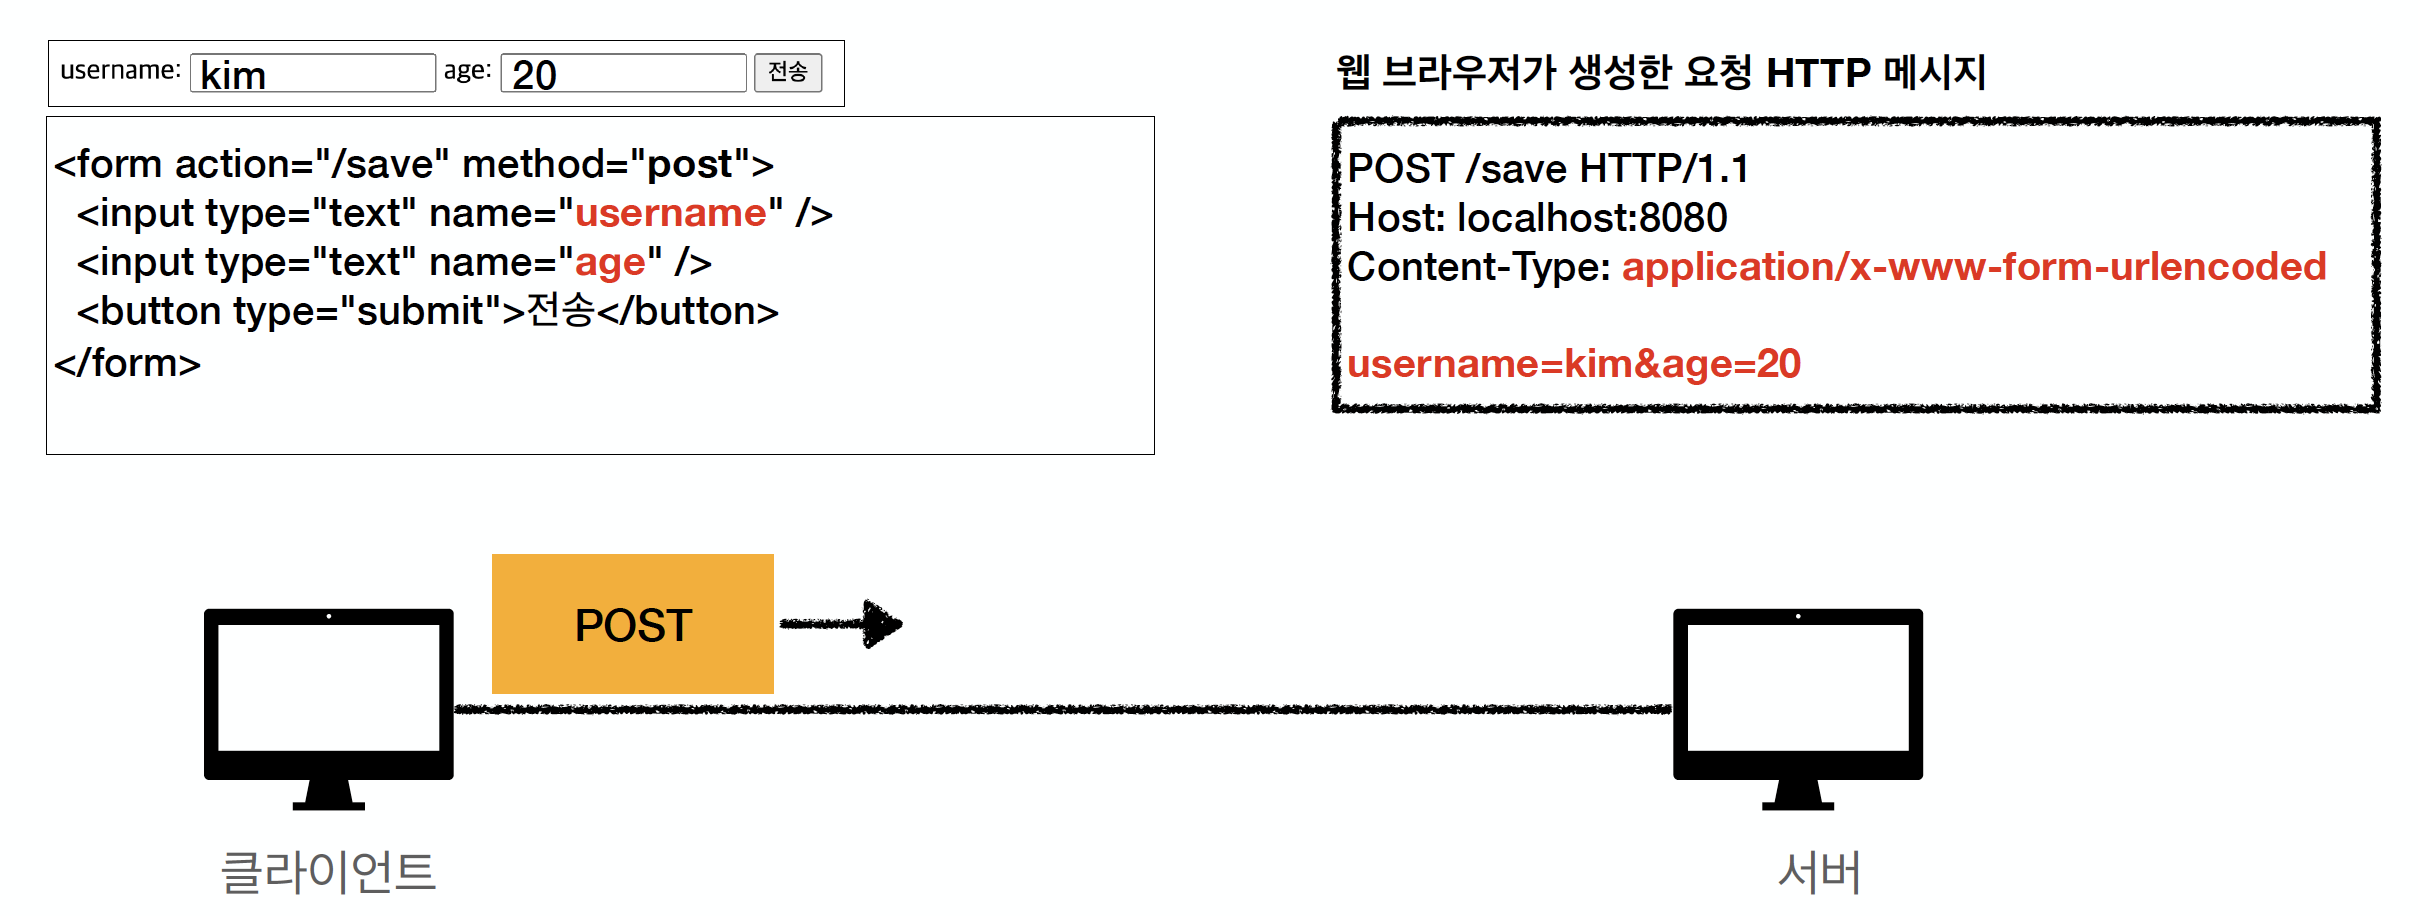 username: kim age: 20 전송
<form action="/save" method="post">
<input type="text" name="username" />
<input type="text" name="age" />
<button type="submit">전송</button>
</form>
웹 브라우저가 생성한 요청 HTTP 메시지
POST /save HTTP/1.1
Host: localhost:8080
Content-Type: application/x-www-form-urlencoded
username=kim&age=20
POST
클라이언트
서버